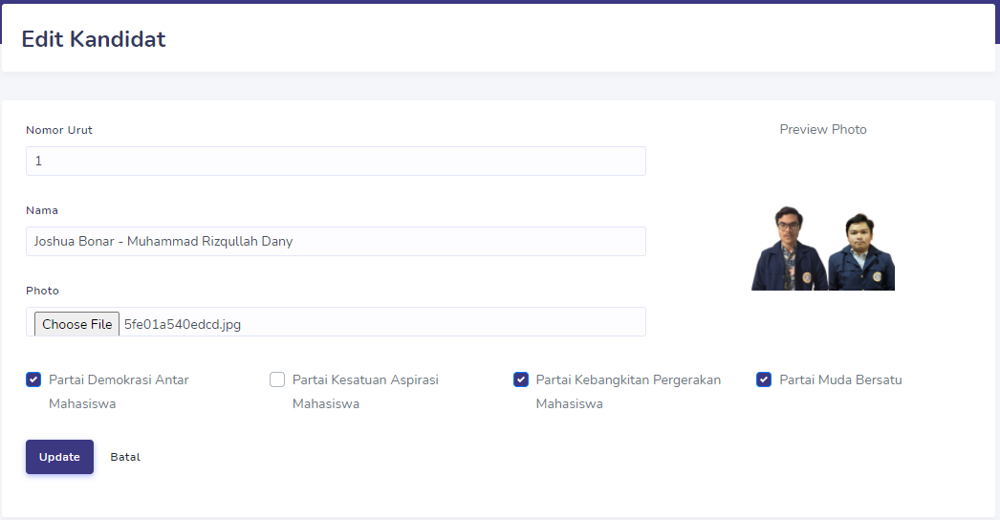 Edit Kandidat
Nomor Urut
Preview Photo
1
Nama
Joshua Bonar - Muhammad Rizqullah Dany
Photo
Choose File 5fe01a540edcd.jpg
Partai Demokrasi Antar
Mahasiswa
Partai Kesatuan Aspirasi
Mahasiswa
Partai Kebangkitan Pergerakan
Mahasiswa
Partai Muda Bersatu
Update
Batal